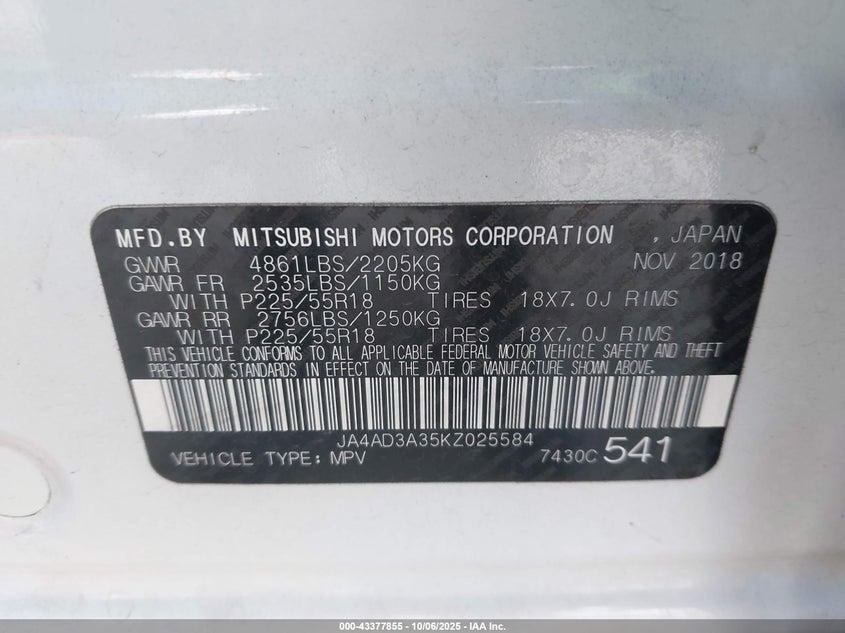 MFD.BY MITSUBISHI MOTORS CORPORATION , JAPAN
GVWR 4861LBS/2205KG NOV 2018
GAWR FR 2535LBS/1150KG
WITH P225/55R18 TIRES 18X7.0J RIMS
GAWR RR 2756LBS/1250KG
WITH P225/55R18 TIRES 18X7.0J RIMS
THIS VEHICLE CONFORMS TO ALL APPLICABLE FEDERAL MOTOR VEHICLE SAFETY AND THEFT
PREVENTION STANDARDS IN EFFECT ON THE DATE OF MANUFACTURE SHOWN ABOVE.
JA4AD3A35KZ025584
VEHICLE TYPE: MPV 7430C 541
000-43377855 - 10/06/2025 - IAA Inc.